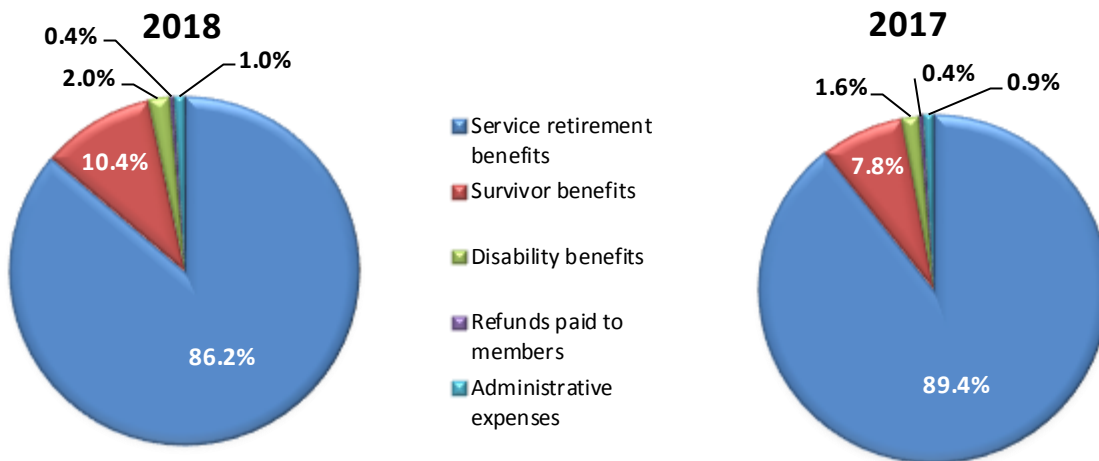 2018
0.4%
1.0%
2.0%
10.4%
86.2%
Service retirement
benefits
Survivor benefits
Disability benefits
Refunds paid to
members
Administrative
expenses
2017
0.4%
1.6%
0.9%
7.8%
89.4%